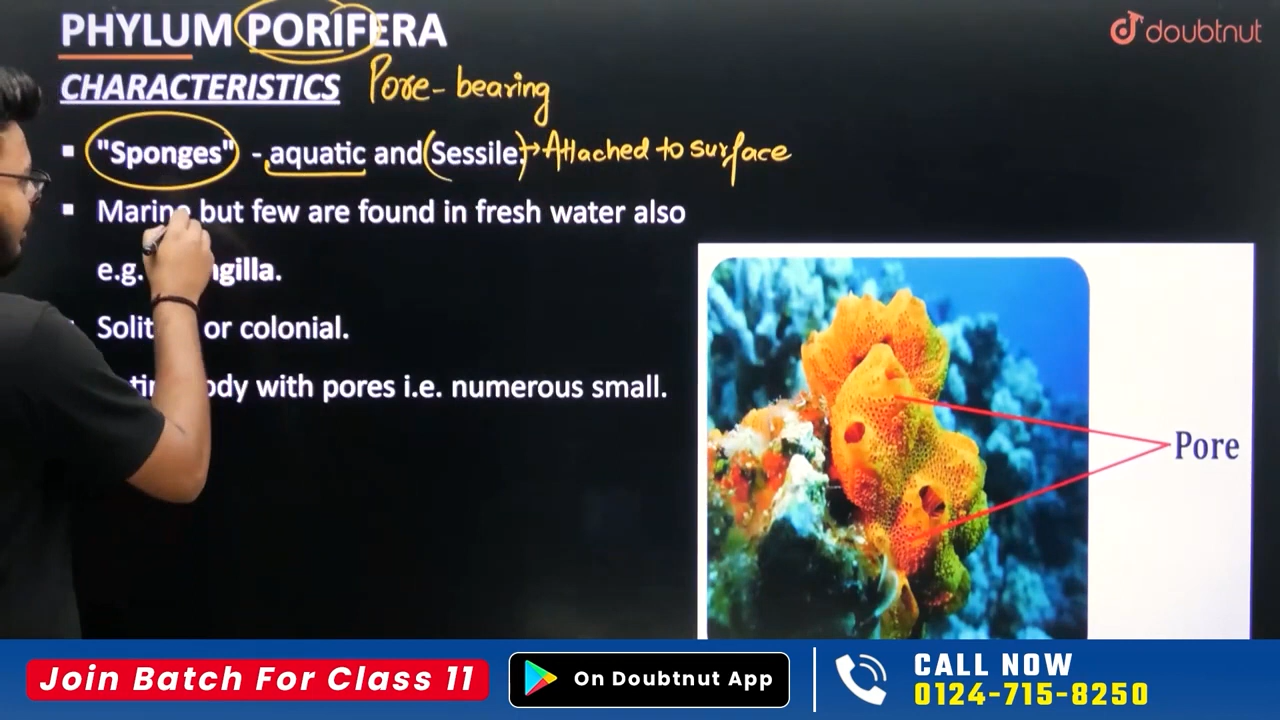 PHYLUM PORIFERA
doubtnut
CHARACTERISTICS Pore-bearing
▪ "Sponges" - aquatic and (Sessile. → Attached to surface
▪ Marine but few are found in fresh water also
e.g.
Solit or colonial.
with pores i.e. numerous small.
Pore
Join Batch For Class 11
On Doubtnut App
CALL NOW
0124-715-8250